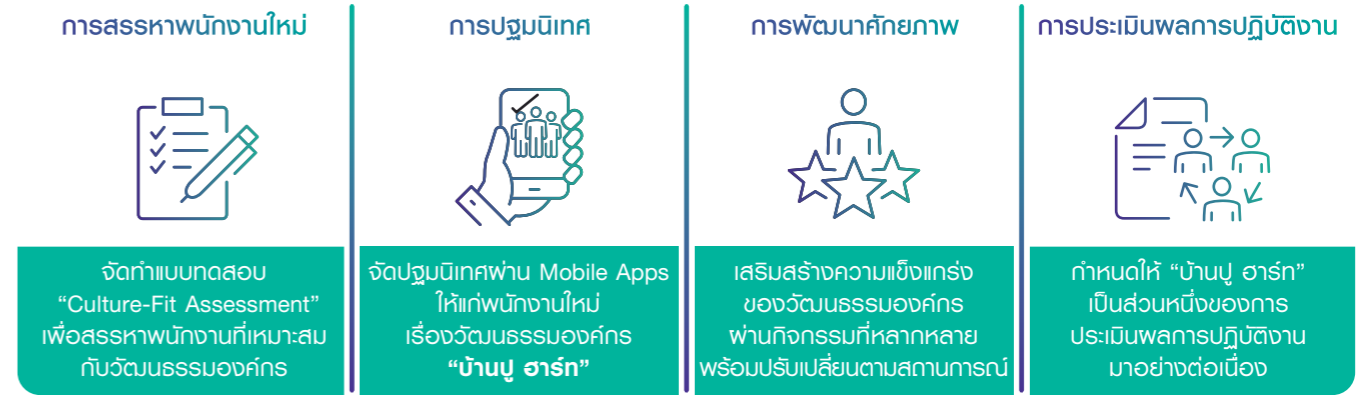 การสรรหาพนักงานใหม่
จัดทำแบบทดสอบ
“Culture-Fit Assessment”
เพื่อสรรหาพนักงานที่เหมาะสม
กับวัฒนธรรมองค์กร
การปฐมนิเทศ
จัดปฐมนิเทศผ่าน Mobile Apps
ให้แก่พนักงานใหม่
เรื่องวัฒนธรรมองค์กร
“บ้านปู ฮาร์ท”
การพัฒนาศักยภาพ
เสริมสร้างความแข็งแกร่ง
ของวัฒนธรรมองค์กร
ผ่านกิจกรรมที่หลากหลาย
พร้อมปรับเปลี่ยนตามสถานการณ์
การประเมินผลการปฏิบัติงาน
กำหนดให้ “บ้านปู ฮาร์ท”
เป็นส่วนหนึ่งของการ
ประเมินผลการปฏิบัติงาน
มาอย่างต่อเนื่อง